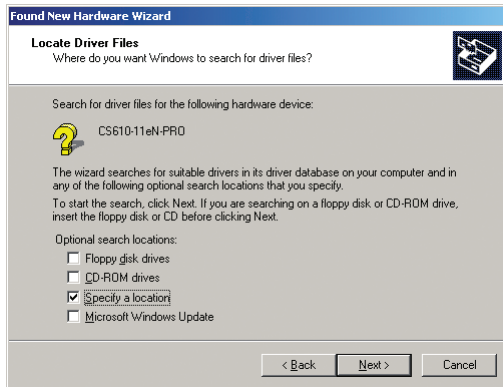 Found New Hardware Wizard
Locate Driver Files
Where do you want Windows to search for driver files?
Search for driver files for the following hardware device:
CS610-11eN-PRO
The wizard searches for suitable drivers in its driver database on your computer and in
any of the following optional search locations that you specify.
To start the search, click Next. If you are searching on a floppy disk or CD-ROM drive,
insert the floppy disk or CD before clicking Next.
Optional search locations:
Floppy disk drives
CD-ROM drives
Specify a location
Microsoft Windows Update
< Back Next > Cancel